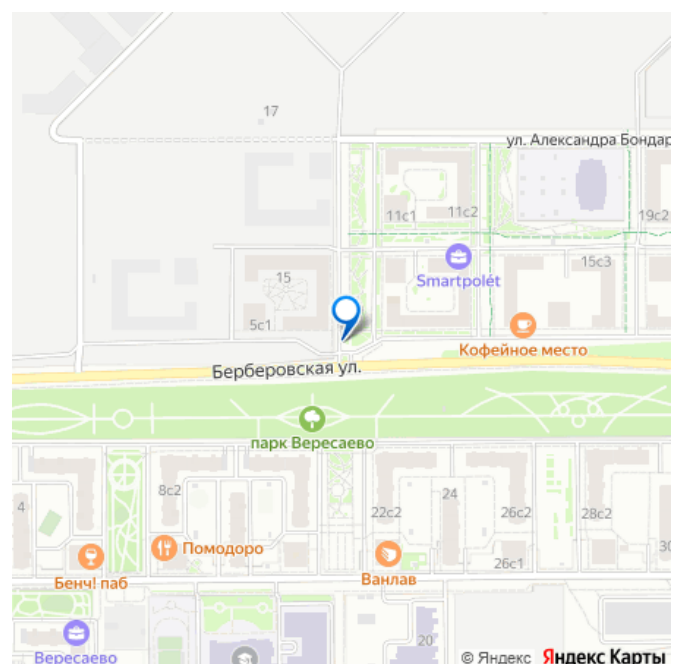 17
ул. Александра Бондар
11с1
11с2
19с2
15
Smartpolét
15с3
5с1
Кофейное место
Берберовская ул.
парк Вересаево
8с2
24
4
22с2
26с2
28с2
Помодоро
30
Бенч! паб
Ванлав
26с1
Вересаево
20
© Яндекс Яндекс Карты